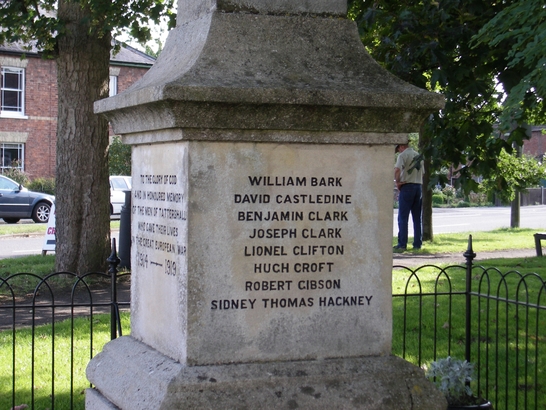 TO THE GLORY OF GOD
AND IN HONOURED MEMORY
OF THE MEN OF TATTERSHALL
WHO GAVE THEIR LIVES
IN THE GREAT EUROPEAN WAR
1914 — 1919
WILLIAM BARK
DAVID CASTLEDINE
BENJAMIN CLARK
JOSEPH CLARK
LIONEL CLIFTON
HUGH CROFT
ROBERT GIBSON
SIDNEY THOMAS HACKNEY